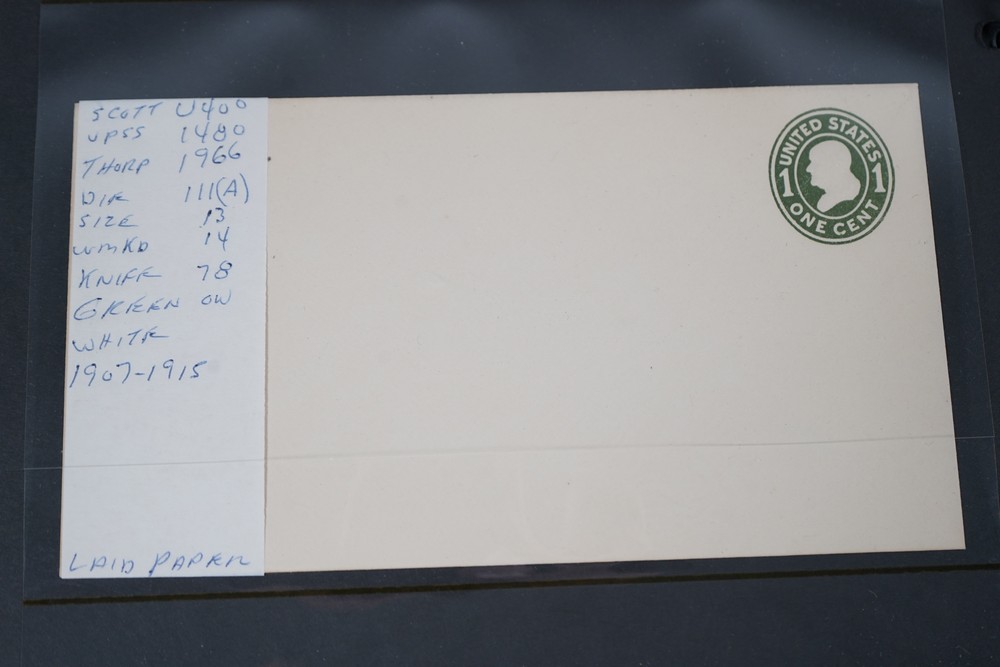 SCOTT U400
UPSS 1480
THORP 1966
DIE 111(A)
SIZE 13
WMKD 14
KNIFE 78
GREEN ON
WHITE
1907-1915
LAID PAPER
UNITED STATES
1 1
ONE CENT